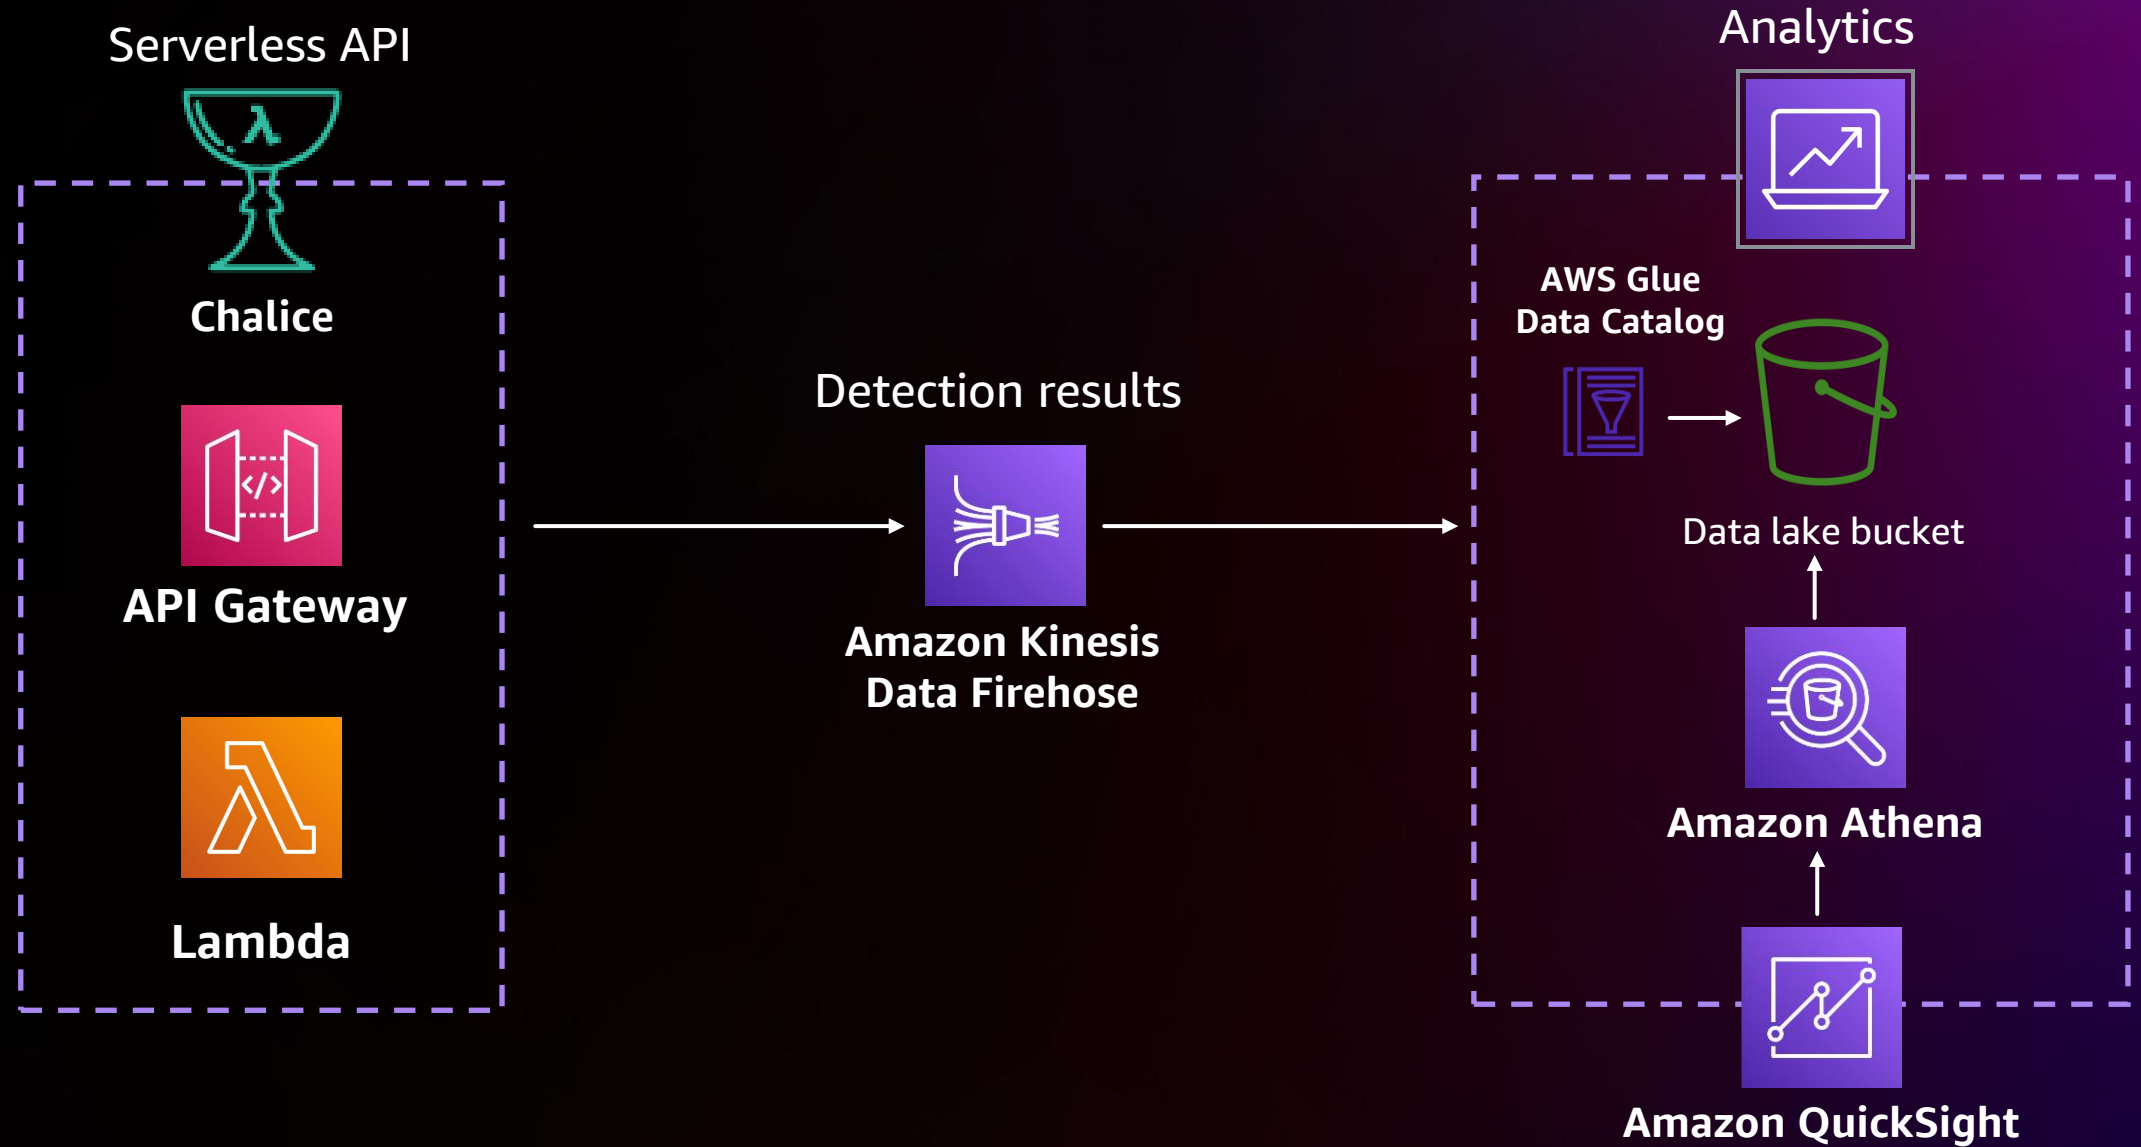 Serverless API
Chalice
API Gateway
Lambda
Detection results
Amazon Kinesis
Data Firehose
Analytics
AWS Glue
Data Catalog
Data lake bucket
Amazon Athena
Amazon QuickSight